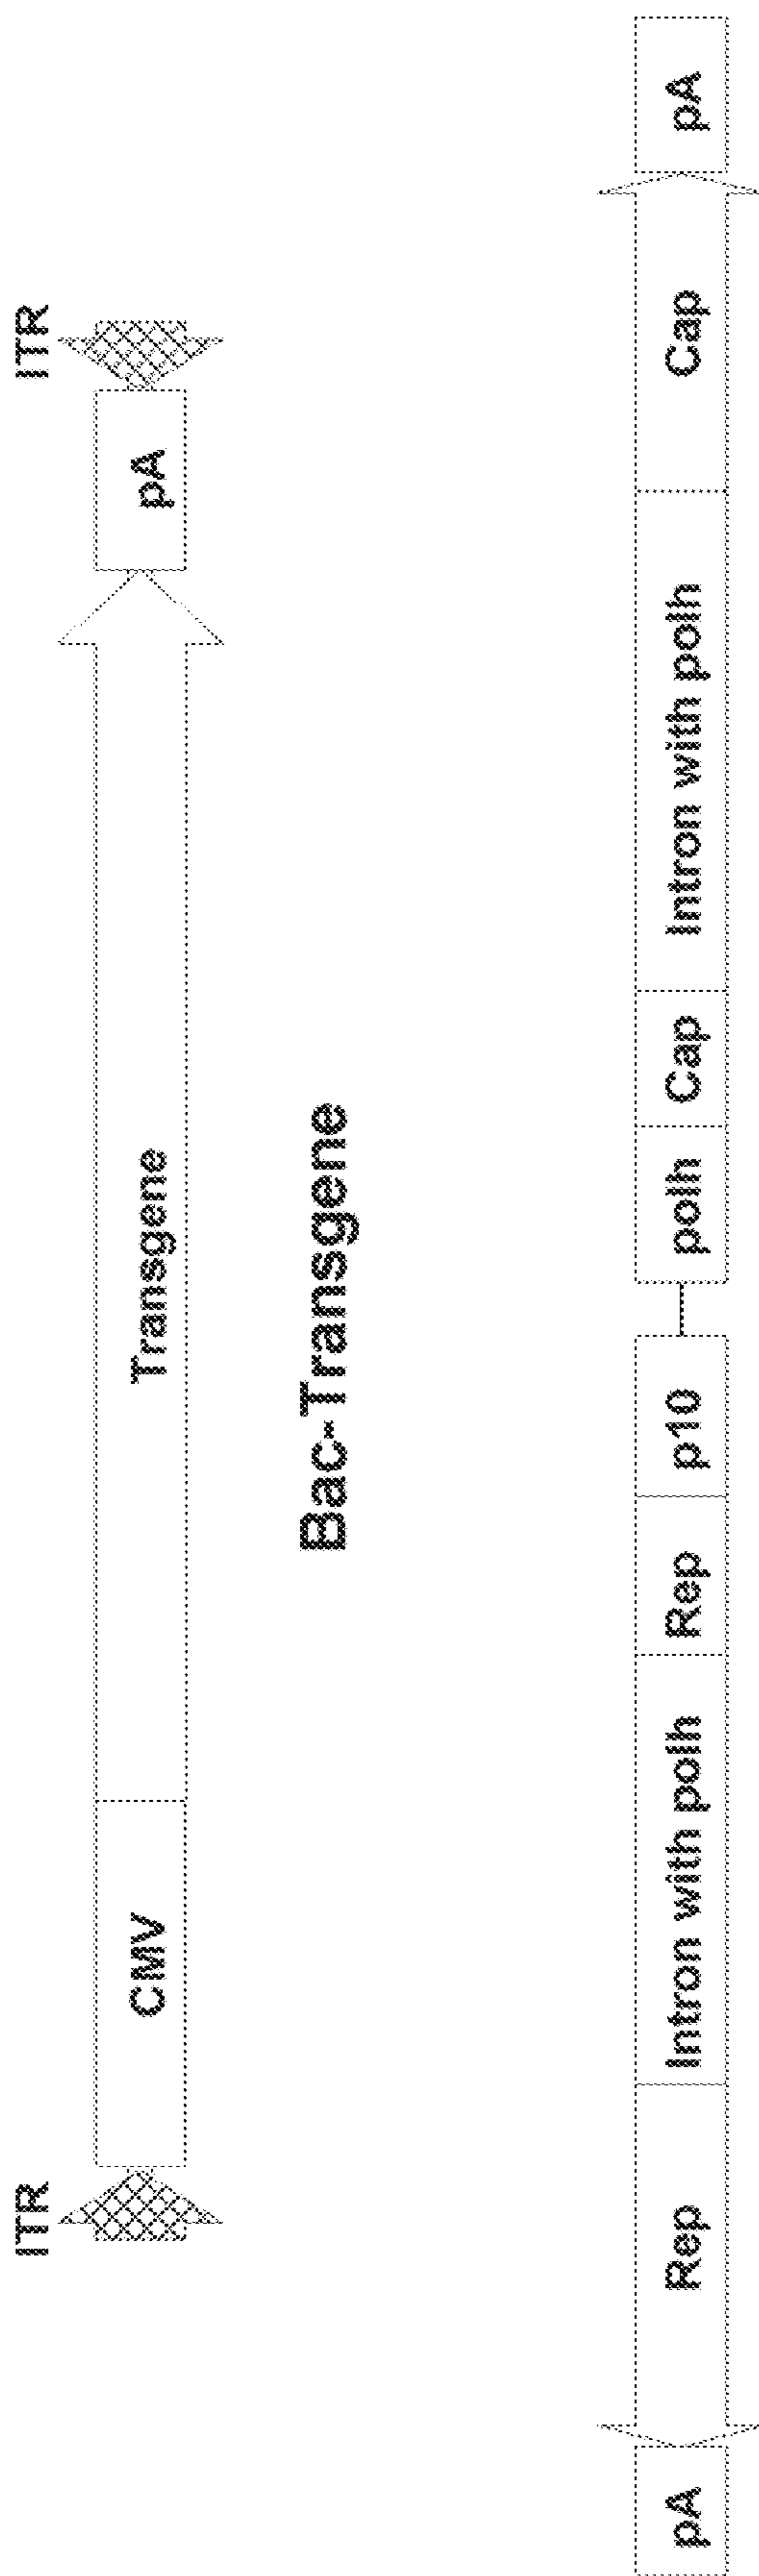 ITR ITR
CMV Transgene pA
Bac-Transgene
pA Rep Intron with polh Rep p10 polh Cap Intron with polh Cap pA